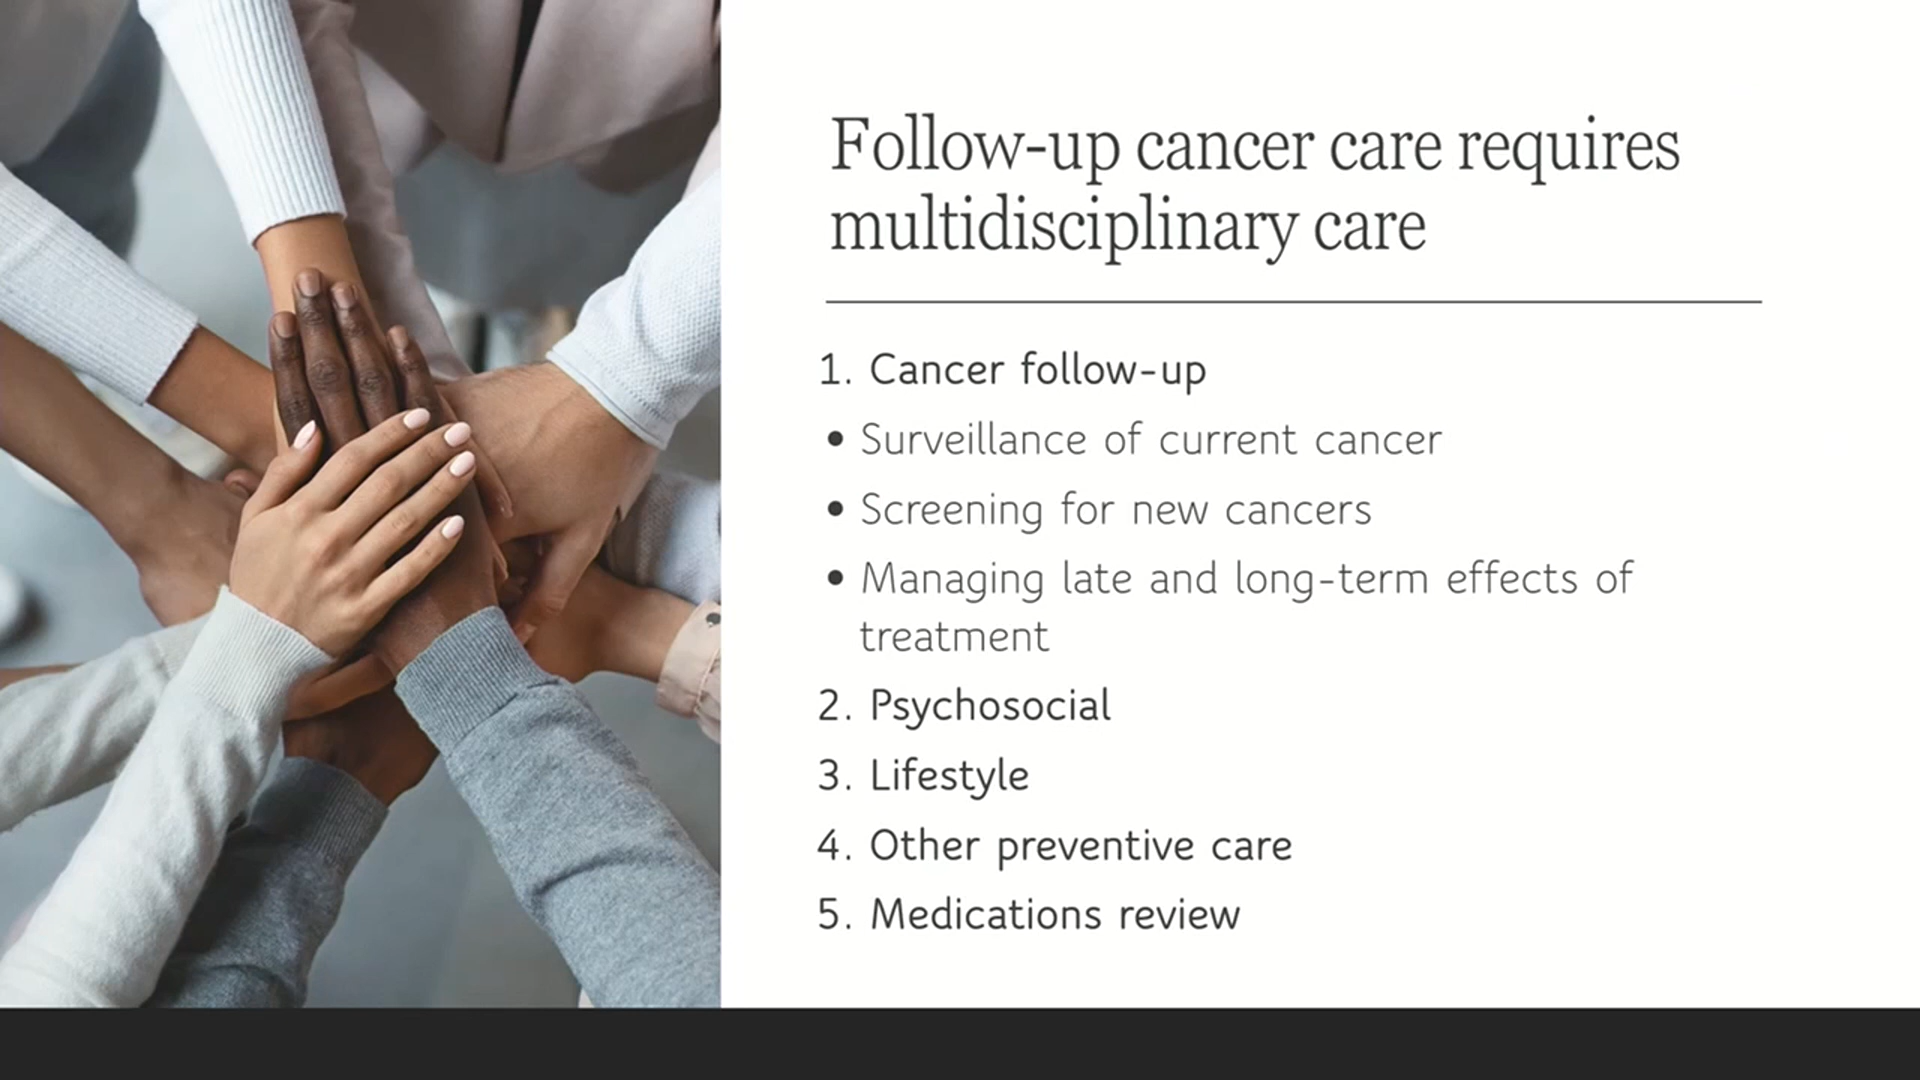 Follow-up cancer care requires
multidisciplinary care
1. Cancer follow-up
• Surveillance of current cancer
• Screening for new cancers
• Managing late and long-term effects of
treatment
2. Psychosocial
3. Lifestyle
4. Other preventive care
5. Medications review